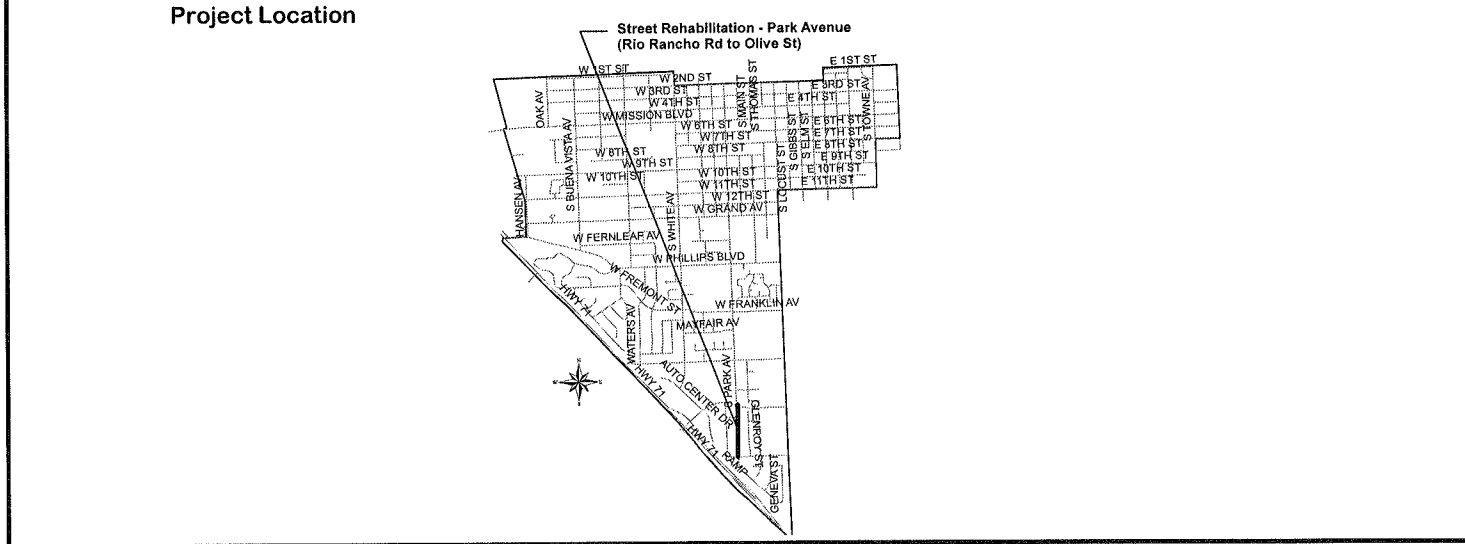 Project Location
Street Rehabilitation - Park Avenue
(Rio Rancho Rd to Olive St)
E 1ST ST
W 1ST ST
W 2ND ST
S MAIN ST
S THOMAS ST
E 3RD ST
W 3RD ST
E 4TH ST
W 4TH ST
OAK AV
W MISSION BLVD
S TOWNE AV
S BUENA VISTA AV
W 6TH ST
S GIBBS ST
S ELM ST
E 6TH ST
W 7TH ST
E 7TH ST
W 8TH ST
W 8TH ST
E 8TH ST
W 9TH ST
E 9TH ST
W 10TH ST
W 10TH ST
E 10TH ST
W 11TH ST
E 11TH ST
HANSEN AV
S LOCUST ST
W 12TH ST
W GRAND AV
S WHITE AV
W FERNLEAF AV
W PHILLIPS BLVD
W FREMONT ST
HWY 71
W FRANKLIN AV
WATERS AV
MAYFAIR AV
S PARK AV
AUTO CENTER DR
HWY 71
GLENROY ST
HWY 71
RAMP
GENEVA ST
N
W
E
S